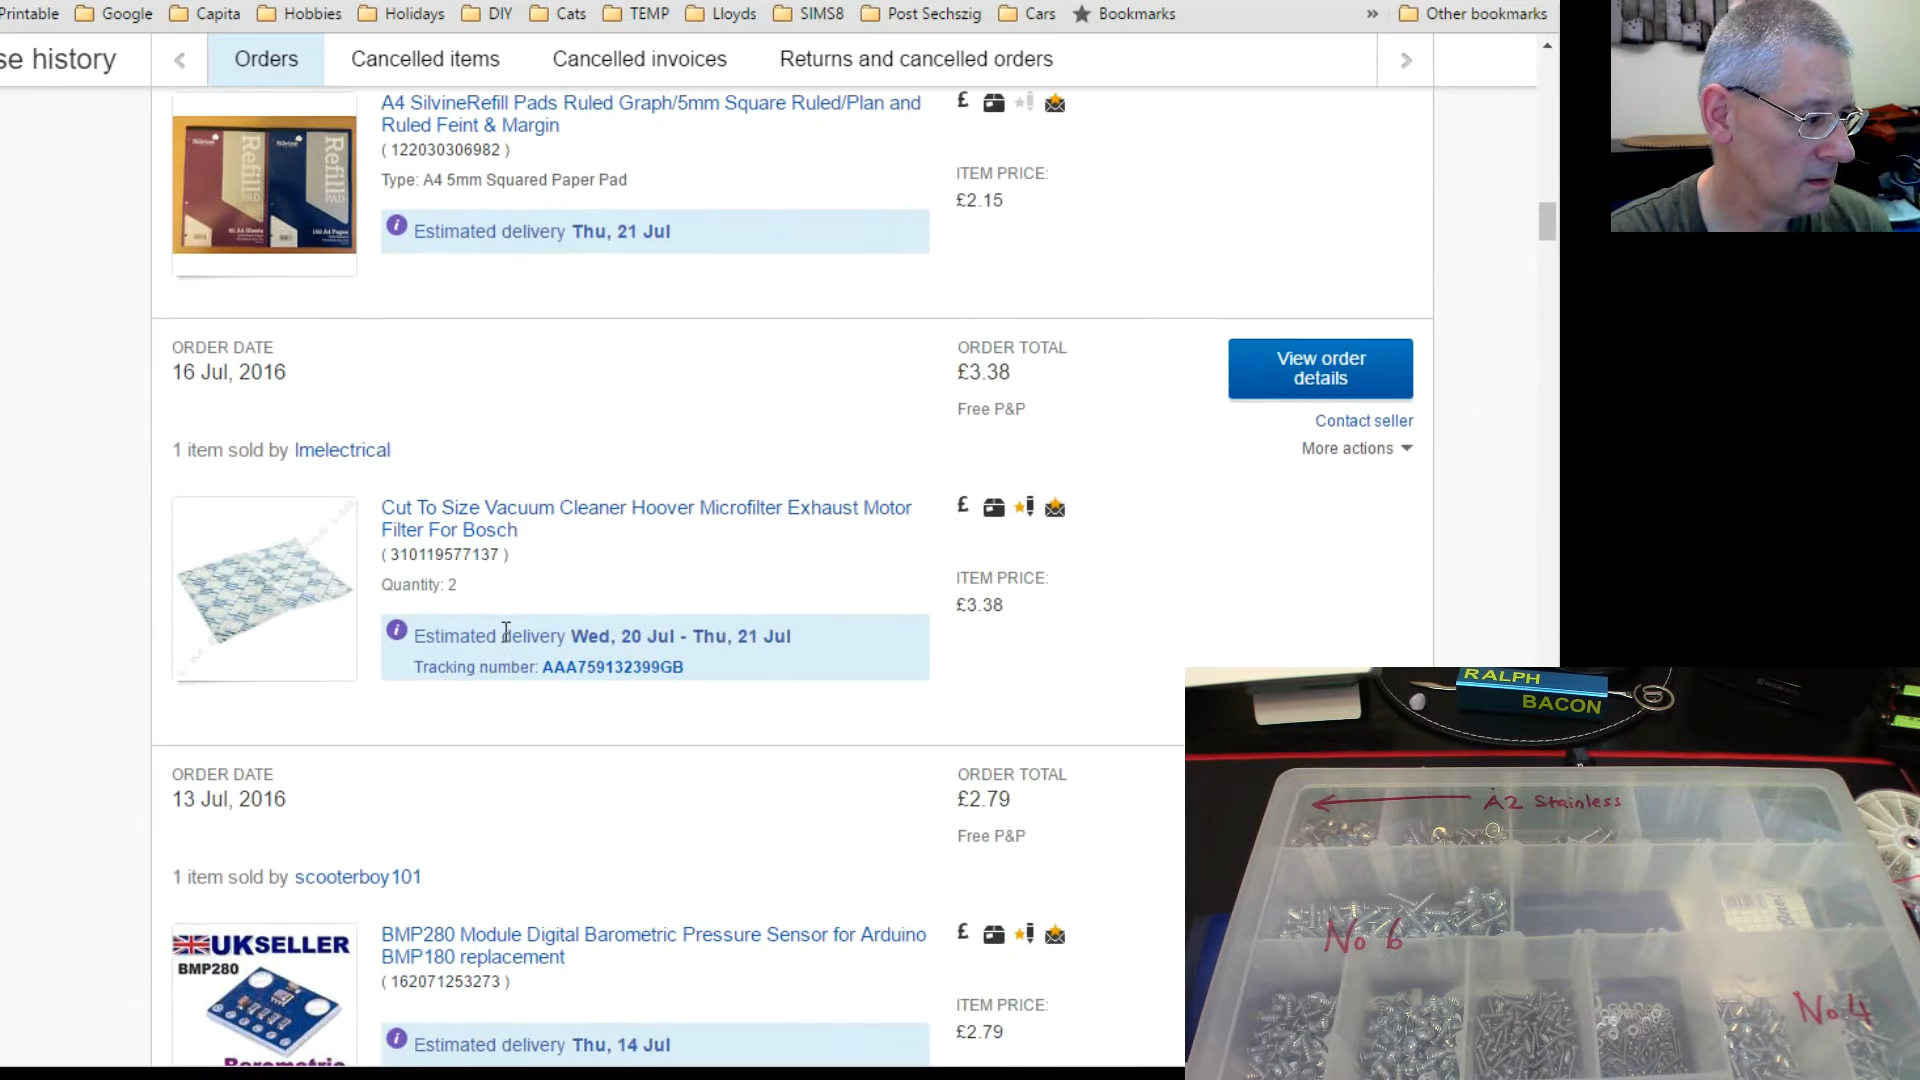 Printable Google Capita Hobbies Holidays DIY Cats TEMP Lloyds SIMS8 Post Sechszig Cars Bookmarks » Other bookmarks
se history Orders Cancelled items Cancelled invoices Returns and cancelled orders
A4 SilvineRefill Pads Ruled Graph/5mm Square Ruled/Plan and
Ruled Feint & Margin
( 122030306982 )
Type: A4 5mm Squared Paper Pad
ITEM PRICE:
£2.15
Silvine Silvine
Refill PAD
Refill PAD
Estimated delivery Thu, 21 Jul
ORDER DATE
16 Jul, 2016
ORDER TOTAL
£3.38
Free P&P
View order
details
Contact seller
More actions
1 item sold by lmelectrical
Cut To Size Vacuum Cleaner Hoover Microfilter Exhaust Motor
Filter For Bosch
( 310119577137 )
Quantity: 2
ITEM PRICE:
£3.38
Estimated delivery Wed, 20 Jul - Thu, 21 Jul
Tracking number: AAA759132399GB
ORDER DATE
13 Jul, 2016
ORDER TOTAL
£2.79
Free P&P
1 item sold by scooterboy101
UKSELLER
BMP280
Barometric
BMP280 Module Digital Barometric Pressure Sensor for Arduino
BMP180 replacement
( 162071253273 )
ITEM PRICE:
£2.79
Estimated delivery Thu, 14 Jul
RALPH
BACON
A2 Stainless
No 6
No 4